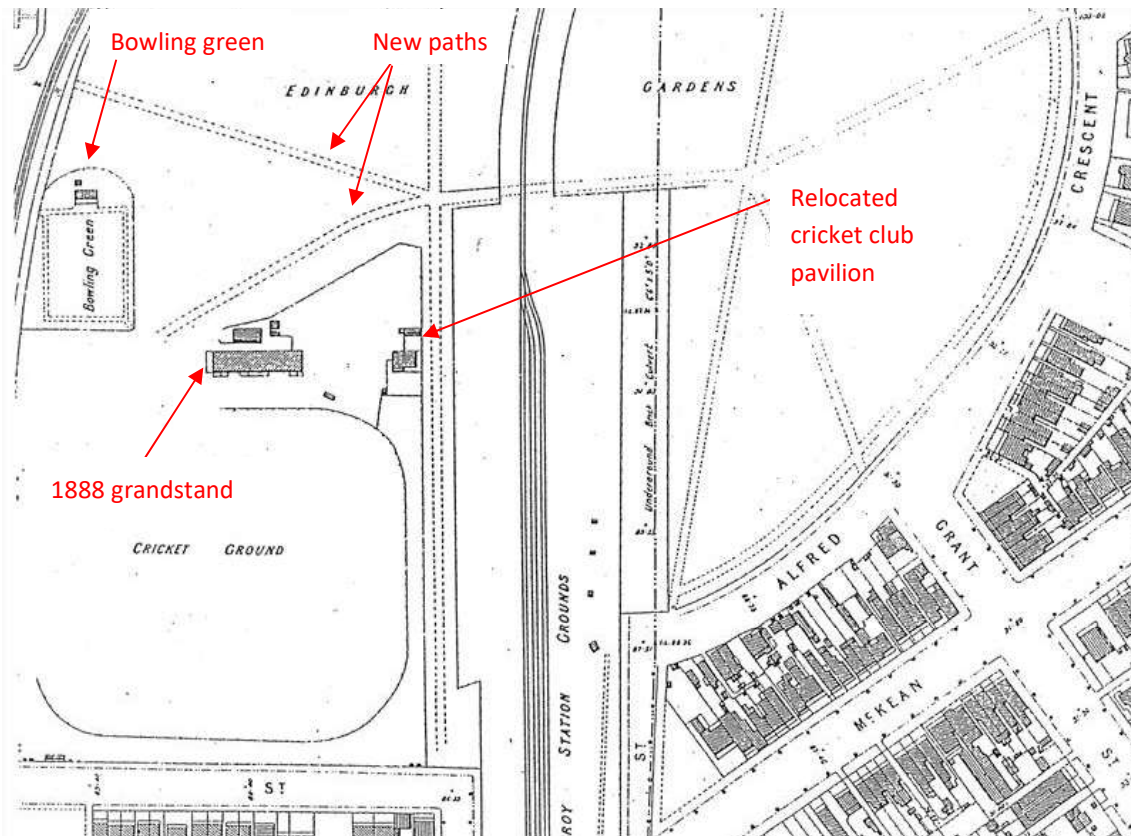 Bowling green
New paths
EDINBURGH
GARDENS
CRESCENT
Relocated
cricket club
pavilion
Bowling Green
Underground Brick Culvert
1888 grandstand
CRICKET GROUND
ROY STATION GROUNDS
ALFRED
GRANT
ST
McKEAN
ST
ST